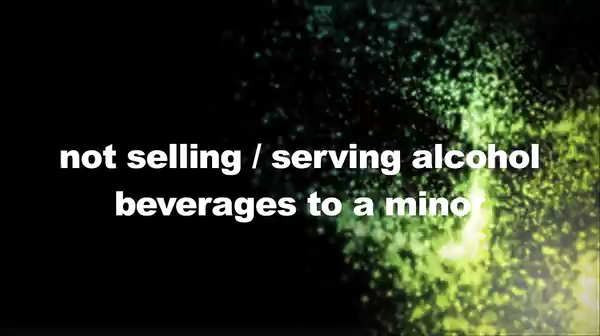 not selling / serving alcohol
beverages to a minor